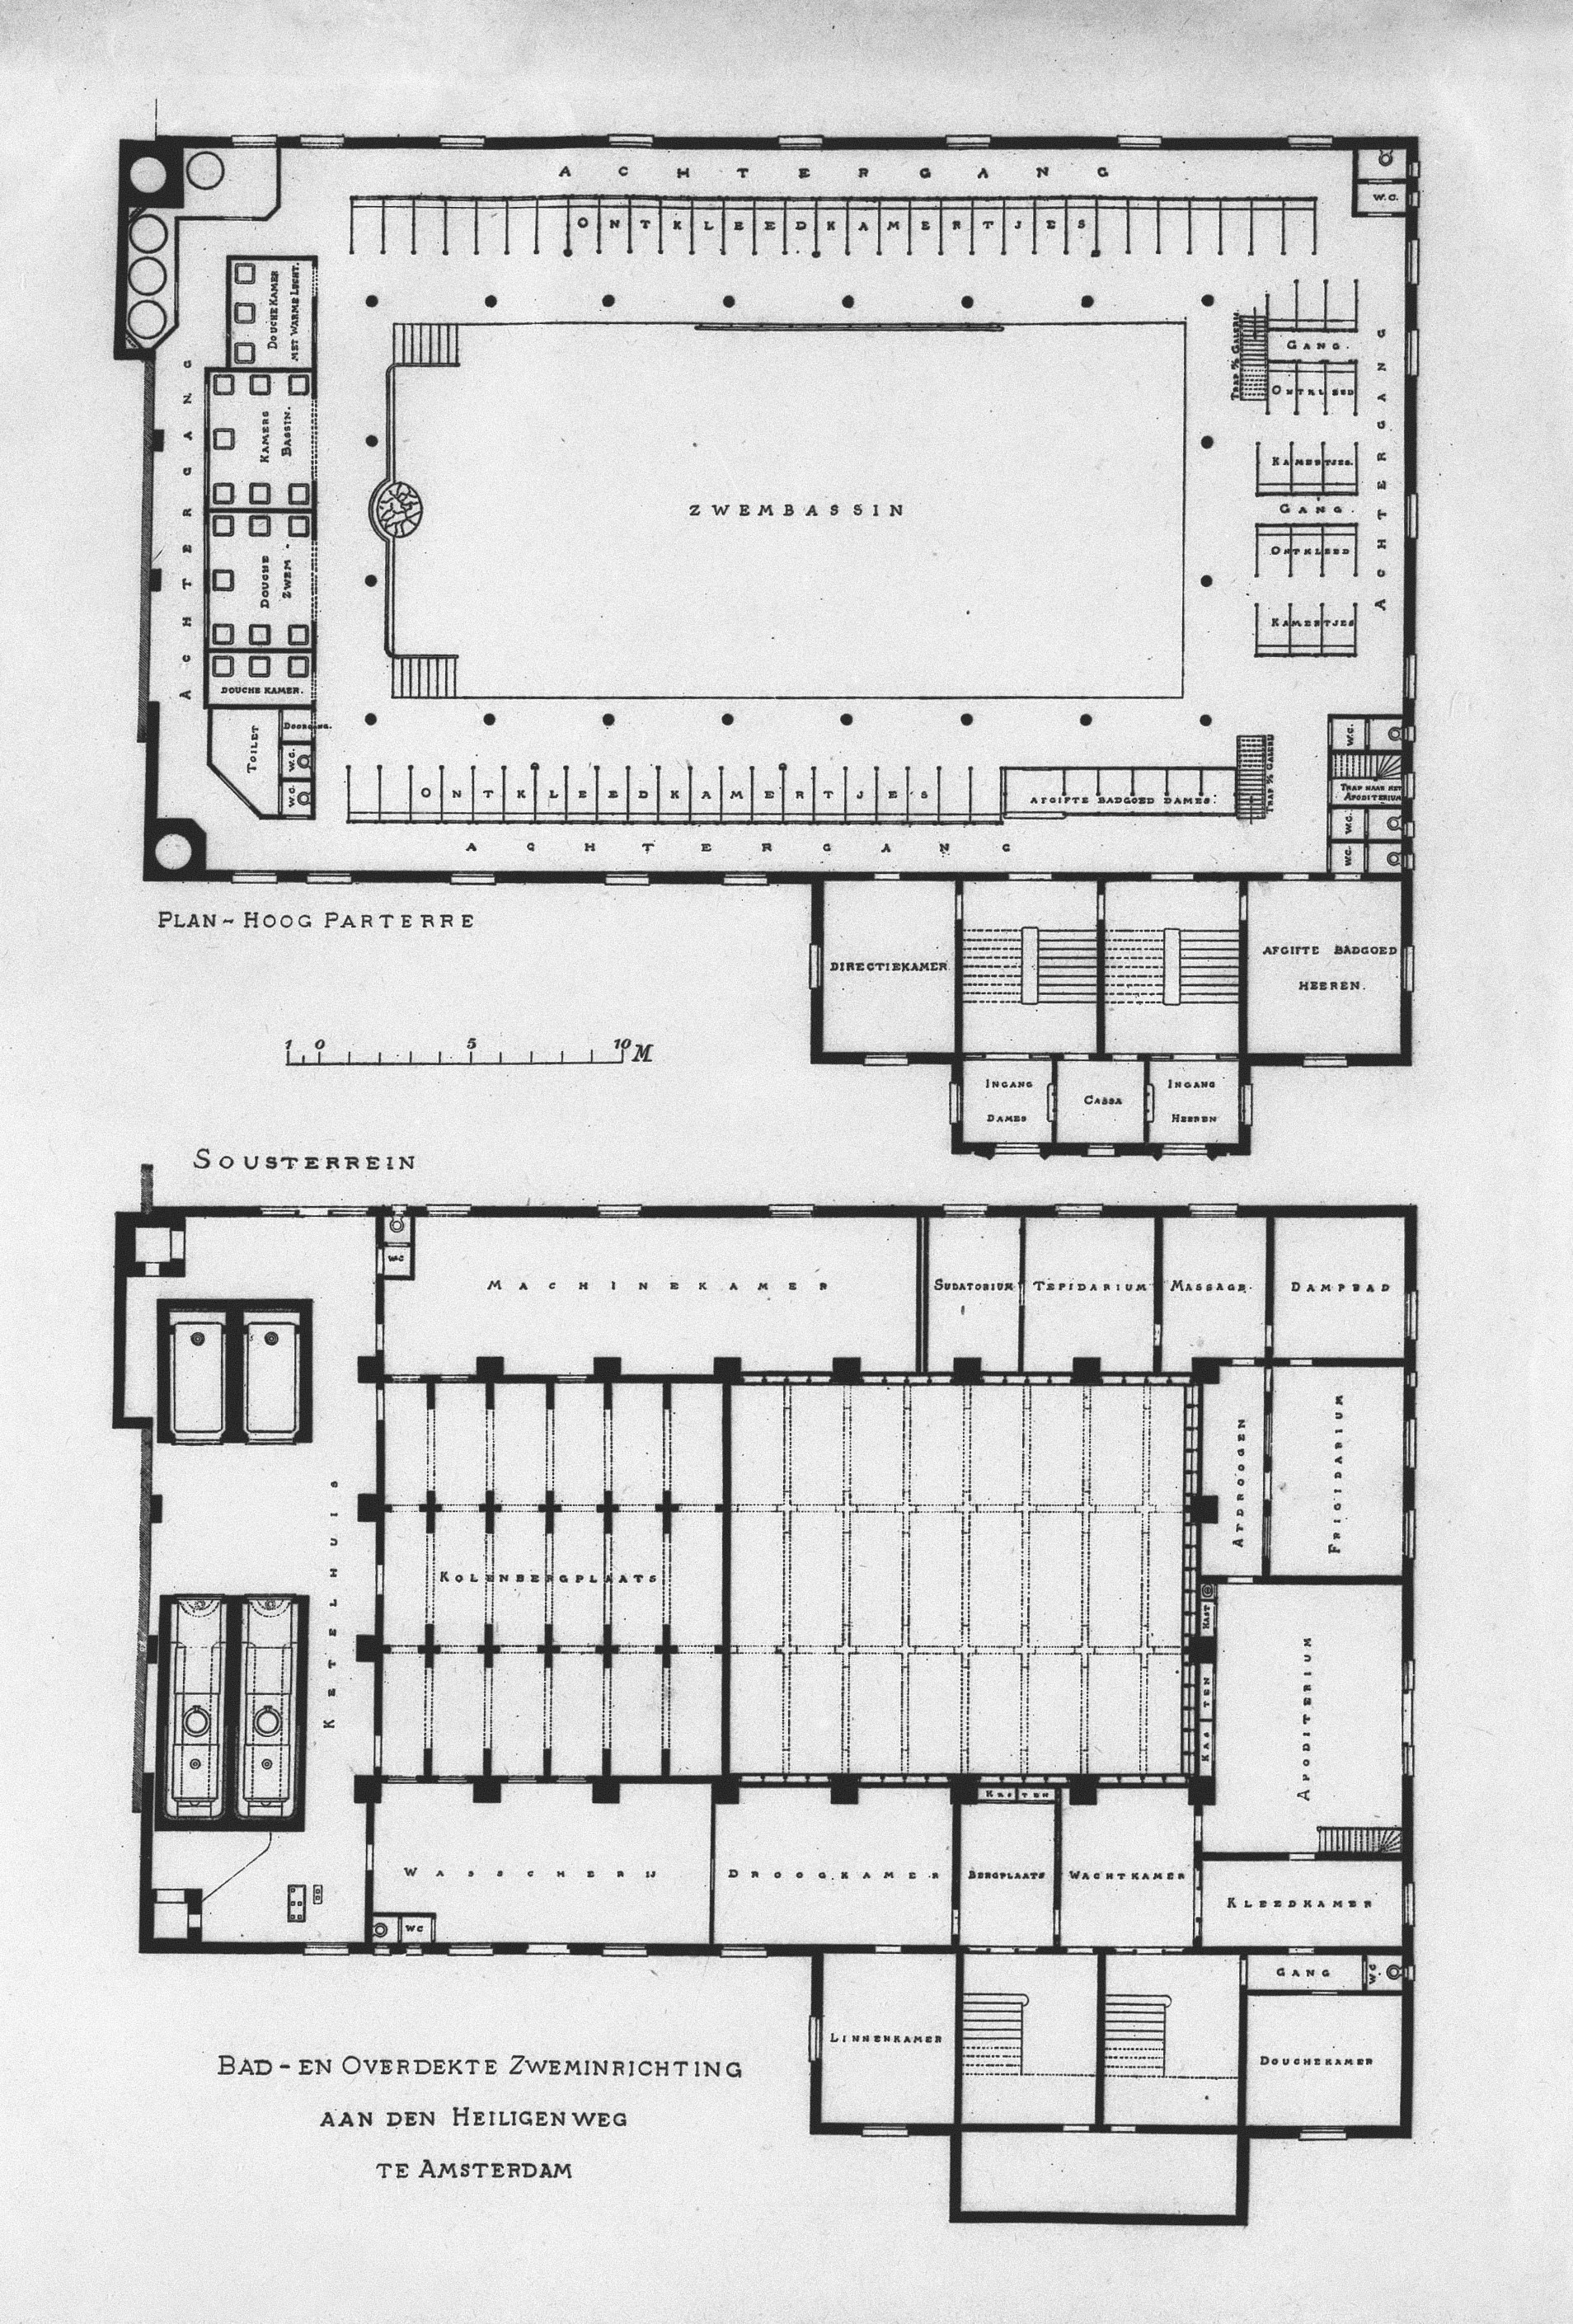 ACHTERGANG
W.C.
ONTKLEEDKAMERTJES
DOUCHE KAMER
MET WARME LUCHT.
TRAP N/ GALERIJ
GANG.
ONTKLEED
KAMERTJES.
GANG.
ONTKLEED
KAMERTJES
ACHTERGANG
ACHTERGANG
KAMERS
BASSIN.
DOUCHE
ZWEM-
DOUCHE KAMER.
ZWEMBASSIN
TOILET
DOORGANG.
W.C.
W.C.
ONTKLEEDKAMERTJES
AFGIFTE BADGOED DAMES.
TRAP N/ GALERIJ
W.C.
TRAP NAAR HET
APODITERIUM
W.C.
W.C.
ACHTERGANG
PLAN-HOOG PARTERRE
DIRECTIEKAMER
AFGIFTE BADGOED
HEEREN.
1 0 5 10 M
INGANG
DAMES
CASSA
INGANG
HEEREN
SOUSTERREIN
WC
MACHINEKAMER
SUDATORIUM
TEPIDARIUM
MASSAGE.
DAMPBAD
KETELHUIS
AFDROOGEN
FRIGIDARIUM
KOLENBERGPLAATS
KAST
KASTEN
APODITERIUM
KASTEN
WASSCHERIJ
DROOGKAMER
BERGPLAATS
WACHTKAMER
KLEEDKAMER
WC
GANG
WC.
LINNENKAMER
DOUCHEKAMER
BAD-EN OVERDEKTE ZWEMINRICHTING
AAN DEN HEILIGENWEG
TE AMSTERDAM